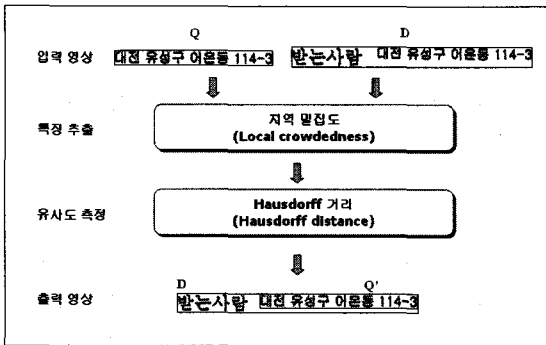 Q D
입력 영상 대전 유성구 어은동 114-3 받는사람 대전 유성구 어은동 114-3
특징 추출 지역 밀집도
(Local crowdedness)
유사도 측정 Hausdorff 거리
(Hausdorff distance)
D Q'
출력 영상 받는사람 대전 유성구 어은동 114-3